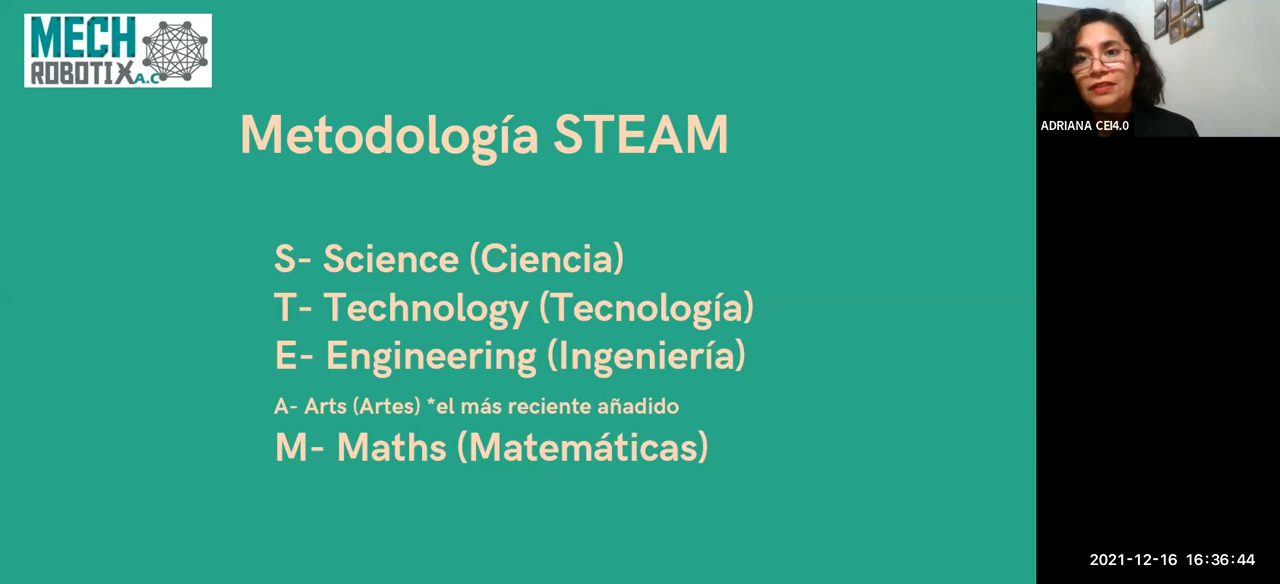 MECH
ROBOTIX A.C
Metodología STEAM
S- Science (Ciencia)
T- Technology (Tecnología)
E- Engineering (Ingeniería)
A- Arts (Artes) *el más reciente añadido
M- Maths (Matemáticas)
ADRIANA CEI4.0
2021-12-16 16:36:44